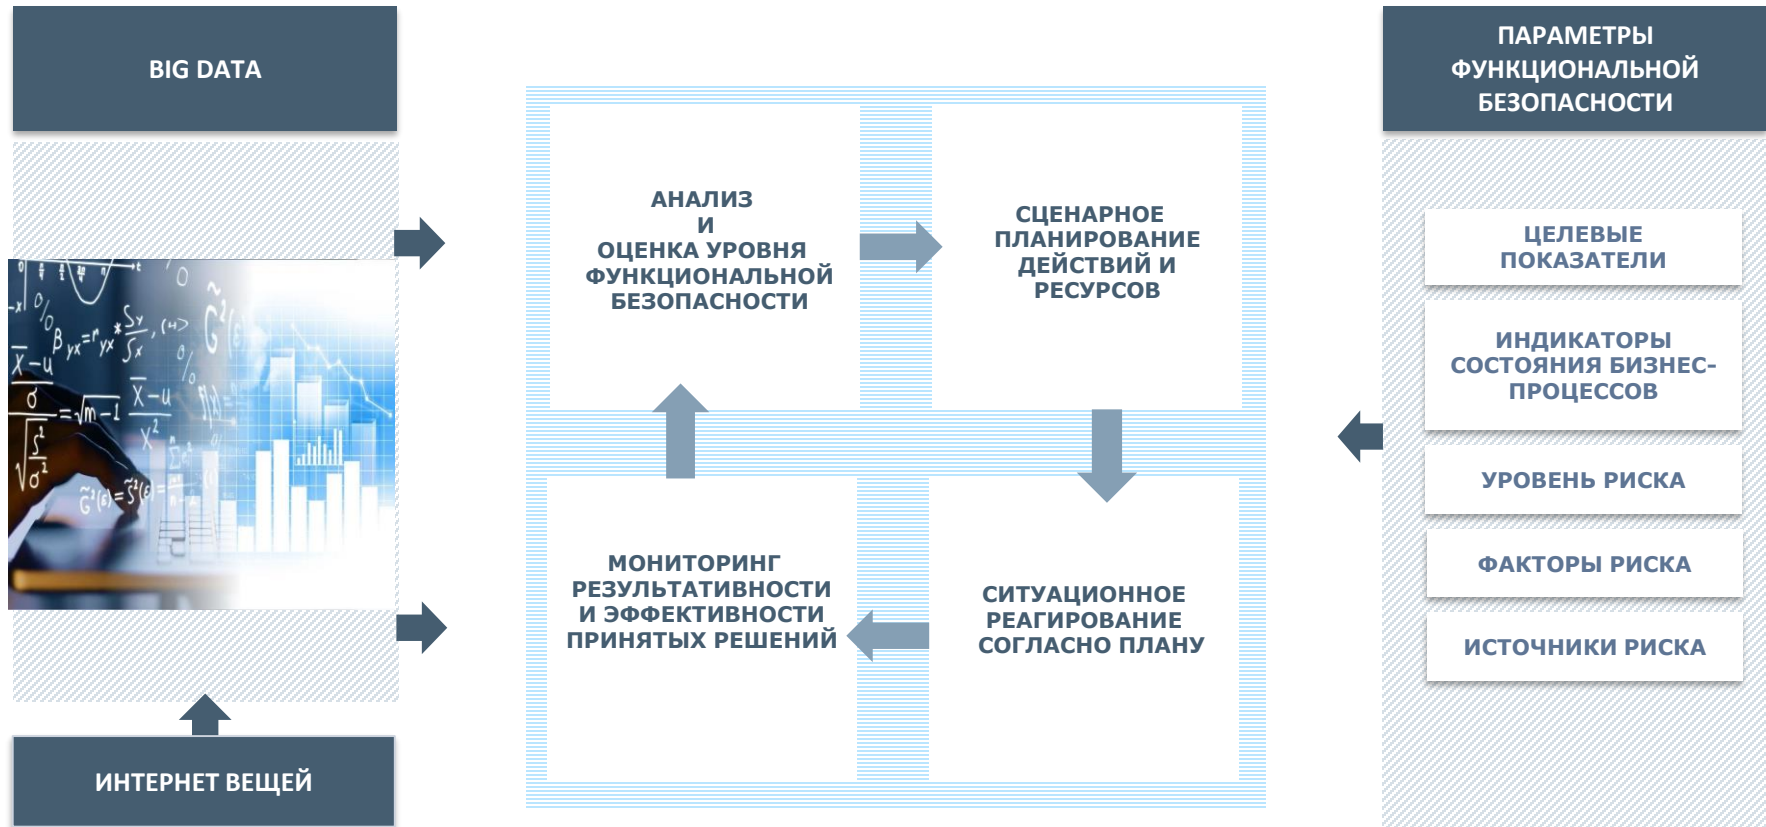 BIG DATA
ИНТЕРНЕТ ВЕЩЕЙ
АНАЛИЗ
И
ОЦЕНКА УРОВНЯ
ФУНКЦИОНАЛЬНОЙ
БЕЗОПАСНОСТИ
СЦЕНАРНОЕ
ПЛАНИРОВАНИЕ
ДЕЙСТВИЙ И
РЕСУРСОВ
МОНИТОРИНГ
РЕЗУЛЬТАТИВНОСТИ
И ЭФФЕКТИВНОСТИ
ПРИНЯТЫХ РЕШЕНИЙ
СИТУАЦИОННОЕ
РЕАГИРОВАНИЕ
СОГЛАСНО ПЛАНУ
ПАРАМЕТРЫ
ФУНКЦИОНАЛЬНОЙ
БЕЗОПАСНОСТИ
ЦЕЛЕВЫЕ
ПОКАЗАТЕЛИ
ИНДИКАТОРЫ
СОСТОЯНИЯ БИЗНЕС-
ПРОЦЕССОВ
УРОВЕНЬ РИСКА
ФАКТОРЫ РИСКА
ИСТОЧНИКИ РИСКА